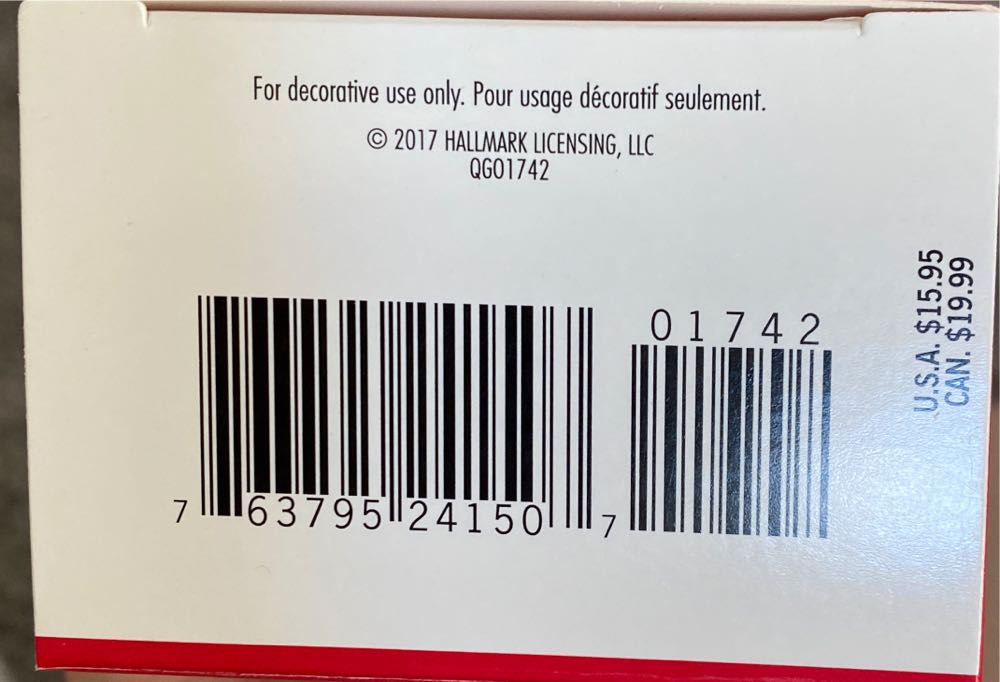 For decorative use only. Pour usage décoratif seulement.
© 2017 HALLMARK LICENSING, LLC
QGO1742
U.S.A. $15.95
CAN. $19.99
01742
7 63795 24150 7